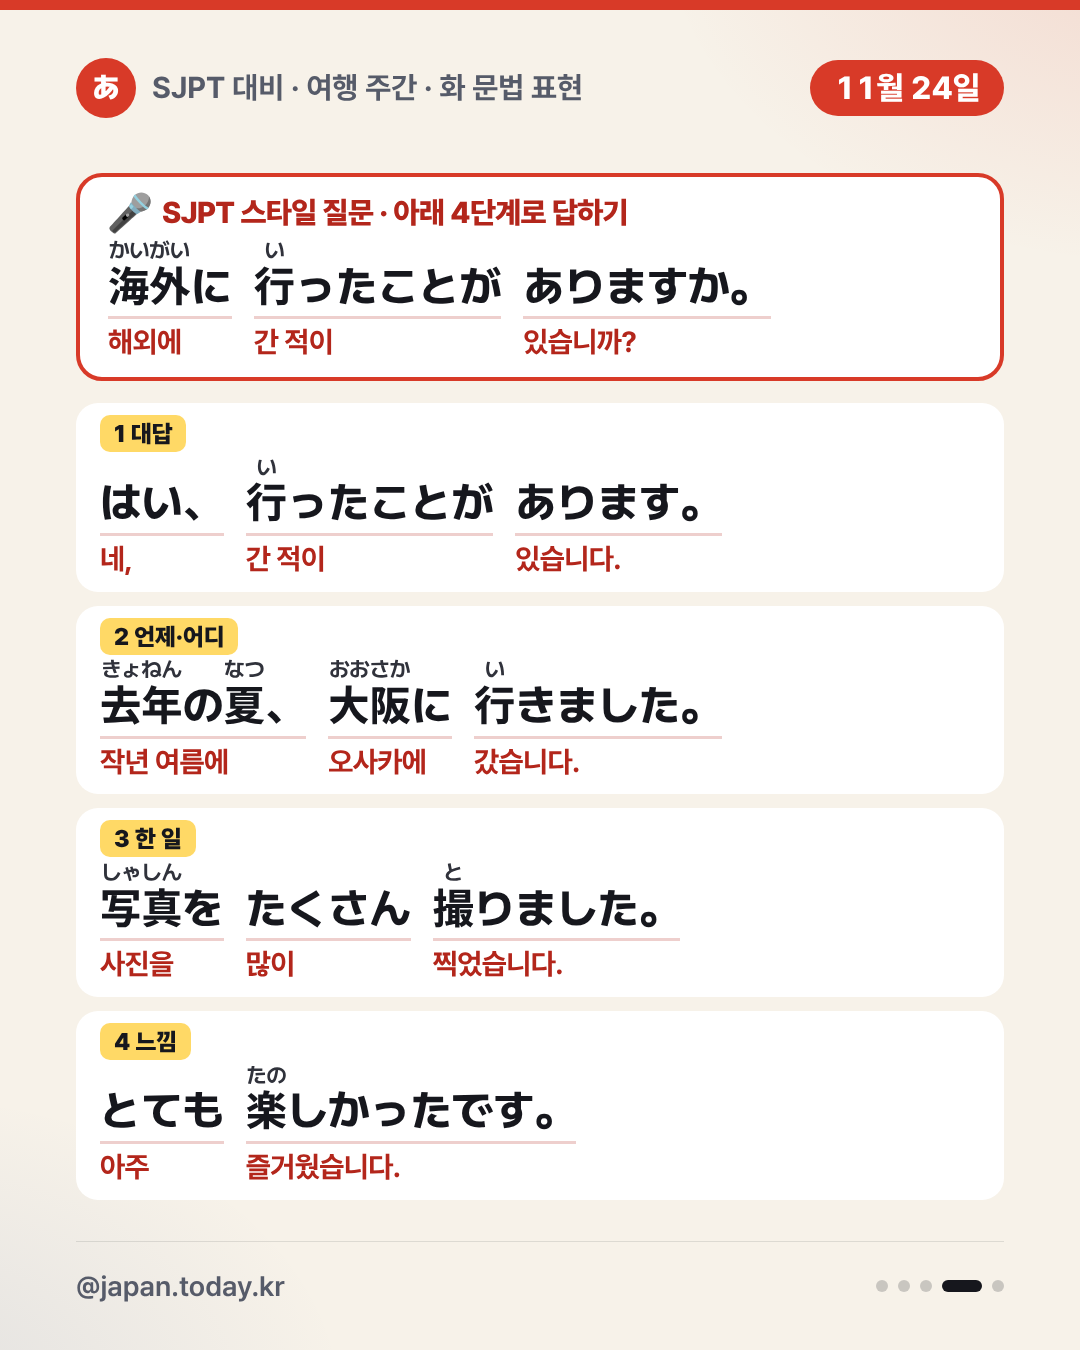 あ SJPT 대비 · 여행 주간 · 화 문법 표현
11월 24일
🎤 SJPT 스타일 질문 · 아래 4단계로 답하기
かいがい い
海外に 行ったことが ありますか。
해외에 간 적이 있습니까?
1 대답
い
はい、 行ったことが あります。
네, 간 적이 있습니다.
2 언제·어디
きょねん なつ おおさか い
去年の夏、 大阪に 行きました。
작년 여름에 오사카에 갔습니다.
3 한 일
しゃしん と
写真を たくさん 撮りました。
사진을 많이 찍었습니다.
4 느낌
たの
とても 楽しかったです。
아주 즐거웠습니다.
@japan.today.kr